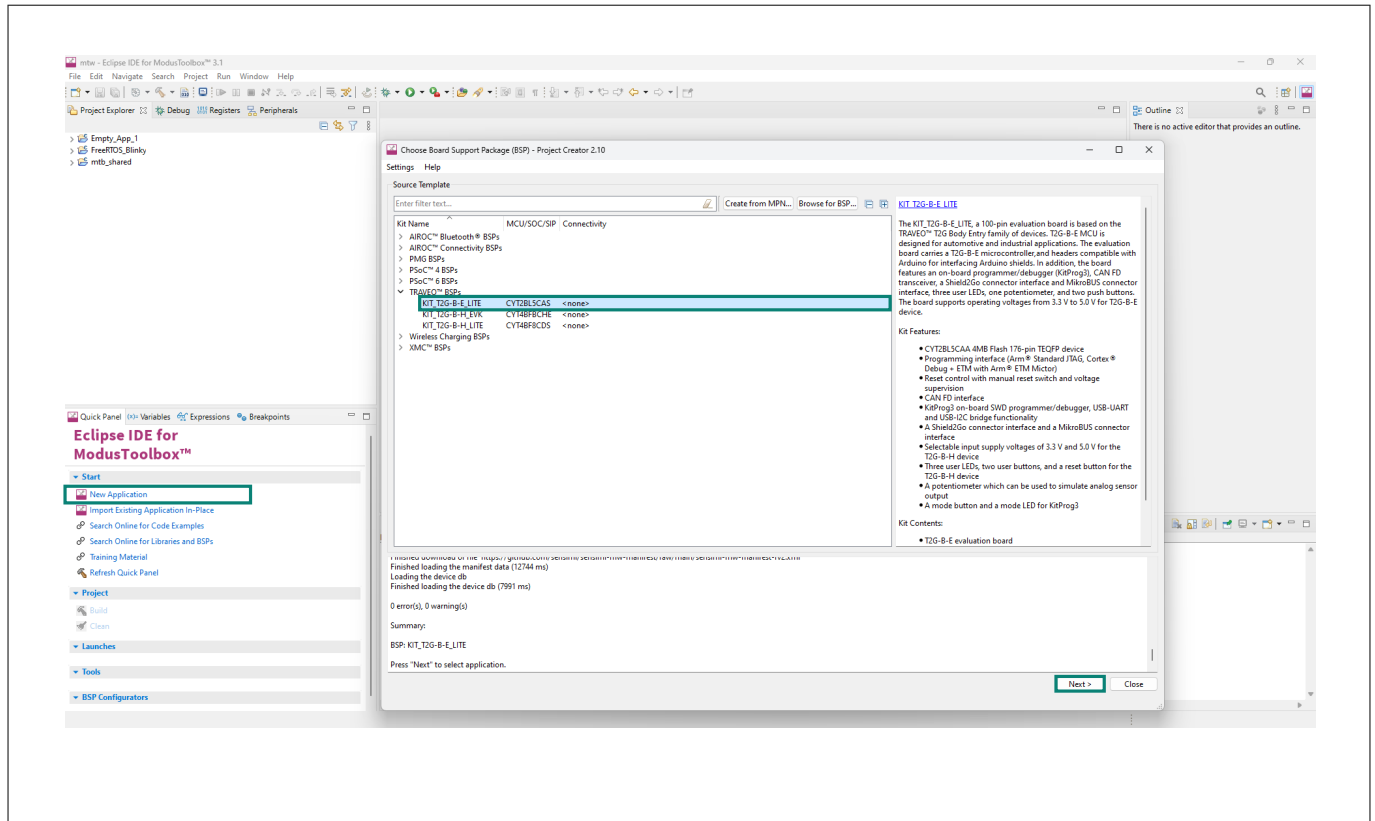 mtw - Eclipse IDE for ModusToolbox™ 3.1
File Edit Navigate Search Project Run Window Help
Project Explorer Debug Registers Peripherals
Outline
There is no active editor that provides an outline.
Empty_App_1
FreeRTOS_Blinky
mtb_shared
Choose Board Support Package (BSP) - Project Creator 2.10
Settings Help
Source Template
Enter filter text...
Create from MPN... Browse for BSP...
Kit Name MCU/SOC/SIP Connectivity
AIROC™ Bluetooth® BSPs
AIROC™ Connectivity BSPs
PMG BSPs
PSoC™ 4 BSPs
PSoC™ 6 BSPs
TRAVEO™ BSPs
KIT_T2G-B-E_LITE CYT2BL5CAS <none>
KIT_T2G-B-H_EVK CYT4BFBCHE <none>
KIT_T2G-B-H_LITE CYT4BF8CDS <none>
Wireless Charging BSPs
XMC™ BSPs
KIT_T2G-B-E_LITE
The KIT_T2G-B-E_LITE, a 100-pin evaluation board is based on the
TRAVEO™ T2G Body Entry family of devices. T2G-B-E MCU is
designed for automotive and industrial applications. The evaluation
board carries a T2G-B-E microcontroller,and headers compatible with
Arduino for interfacing Arduino shields. In addition, the board
features an on-board programmer/debugger (KitProg3), CAN FD
transceiver, a Shield2Go connector interface and MikroBUS connector
interface, three user LEDs, one potentiometer, and two push buttons.
The board supports operating voltages from 3.3 V to 5.0 V for T2G-B-E
device.
Kit Features:
• CYT2BL5CAA 4MB Flash 176-pin TEQFP device
• Programming interface (Arm® Standard JTAG, Cortex®
Debug + ETM with Arm® ETM Mictor)
• Reset control with manual reset switch and voltage
supervision
• CAN FD interface
• KitProg3 on-board SWD programmer/debugger, USB-UART
and USB-I2C bridge functionality
• A Shield2Go connector interface and a MikroBUS connector
interface
• Selectable input supply voltages of 3.3 V and 5.0 V for the
T2G-B-H device
• Three user LEDs, two user buttons, and a reset button for the
T2G-B-H device
• A potentiometer which can be used to simulate analog sensor
output
• A mode button and a mode LED for KitProg3
Kit Contents:
• T2G-B-E evaluation board
Quick Panel Variables Expressions Breakpoints
Eclipse IDE for
ModusToolbox™
Start
New Application
Import Existing Application In-Place
Search Online for Code Examples
Search Online for Libraries and BSPs
Training Material
Refresh Quick Panel
Project
Build
Clean
Launches
Tools
BSP Configurators
Finished loading the manifest data (12744 ms)
Loading the device db
Finished loading the device db (7991 ms)
0 error(s), 0 warning(s)
Summary:
BSP: KIT_T2G-B-E_LITE
Press "Next" to select application.
Next > Close